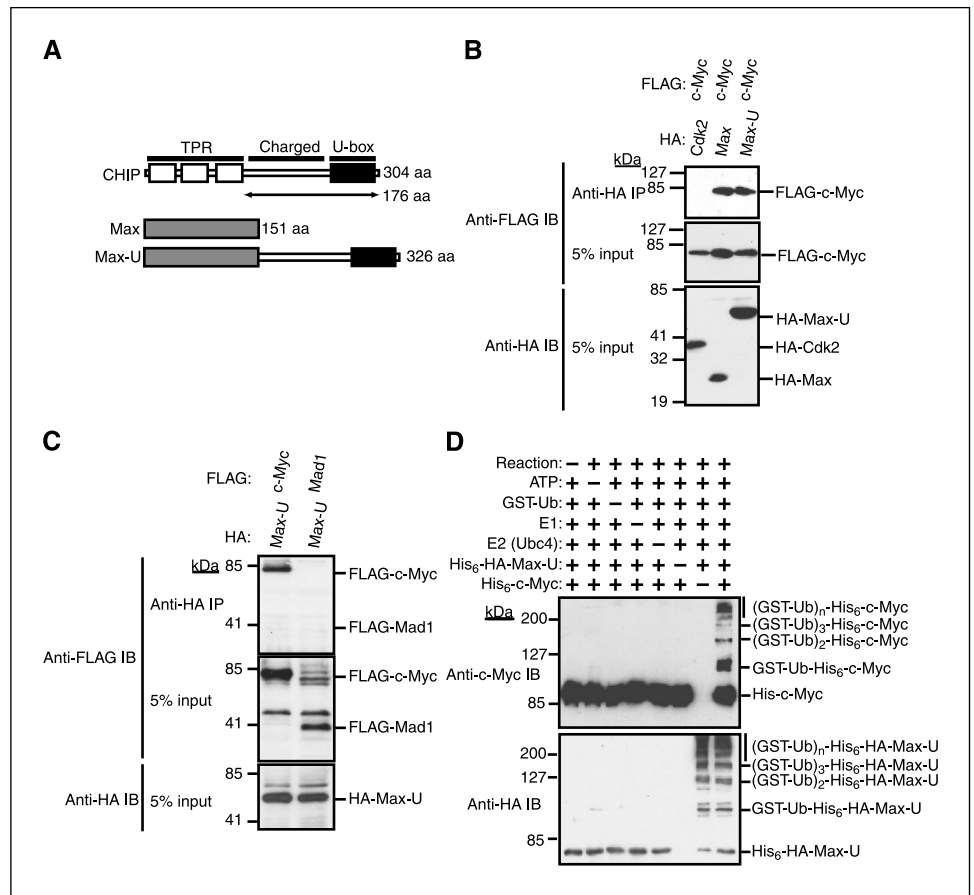 A
TPR Charged U-box
CHIP 304 aa
176 aa
Max 151 aa
Max-U 326 aa
B
FLAG: c-Myc c-Myc c-Myc
HA: Cdk2 Max Max-U
kDa
Anti-FLAG IB
Anti-HA IP
127
85
FLAG-c-Myc
5% input
127
85
FLAG-c-Myc
Anti-HA IB
5% input
85
41
32
19
HA-Max-U
HA-Cdk2
HA-Max
C
FLAG: c-Myc Mad1
HA: Max-U Max-U
kDa
Anti-FLAG IB
Anti-HA IP
85
41
FLAG-c-Myc
FLAG-Mad1
5% input
85
41
FLAG-c-Myc
FLAG-Mad1
Anti-HA IB
5% input
85
41
HA-Max-U
D
Reaction: − + + + + + + +
ATP: + − + + + + + +
GST-Ub: + + − + + + + +
E1: + + + − + + + +
E2 (Ubc4): + + + + − + + +
His6-HA-Max-U: + + + + + − + +
His6-c-Myc: + + + + + + − +
kDa
Anti-c-Myc IB
200
127
85
(GST-Ub)n-His6-c-Myc
(GST-Ub)3-His6-c-Myc
(GST-Ub)2-His6-c-Myc
GST-Ub-His6-c-Myc
His-c-Myc
Anti-HA IB
200
127
85
(GST-Ub)n-His6-HA-Max-U
(GST-Ub)3-His6-HA-Max-U
(GST-Ub)2-His6-HA-Max-U
GST-Ub-His6-HA-Max-U
His6-HA-Max-U